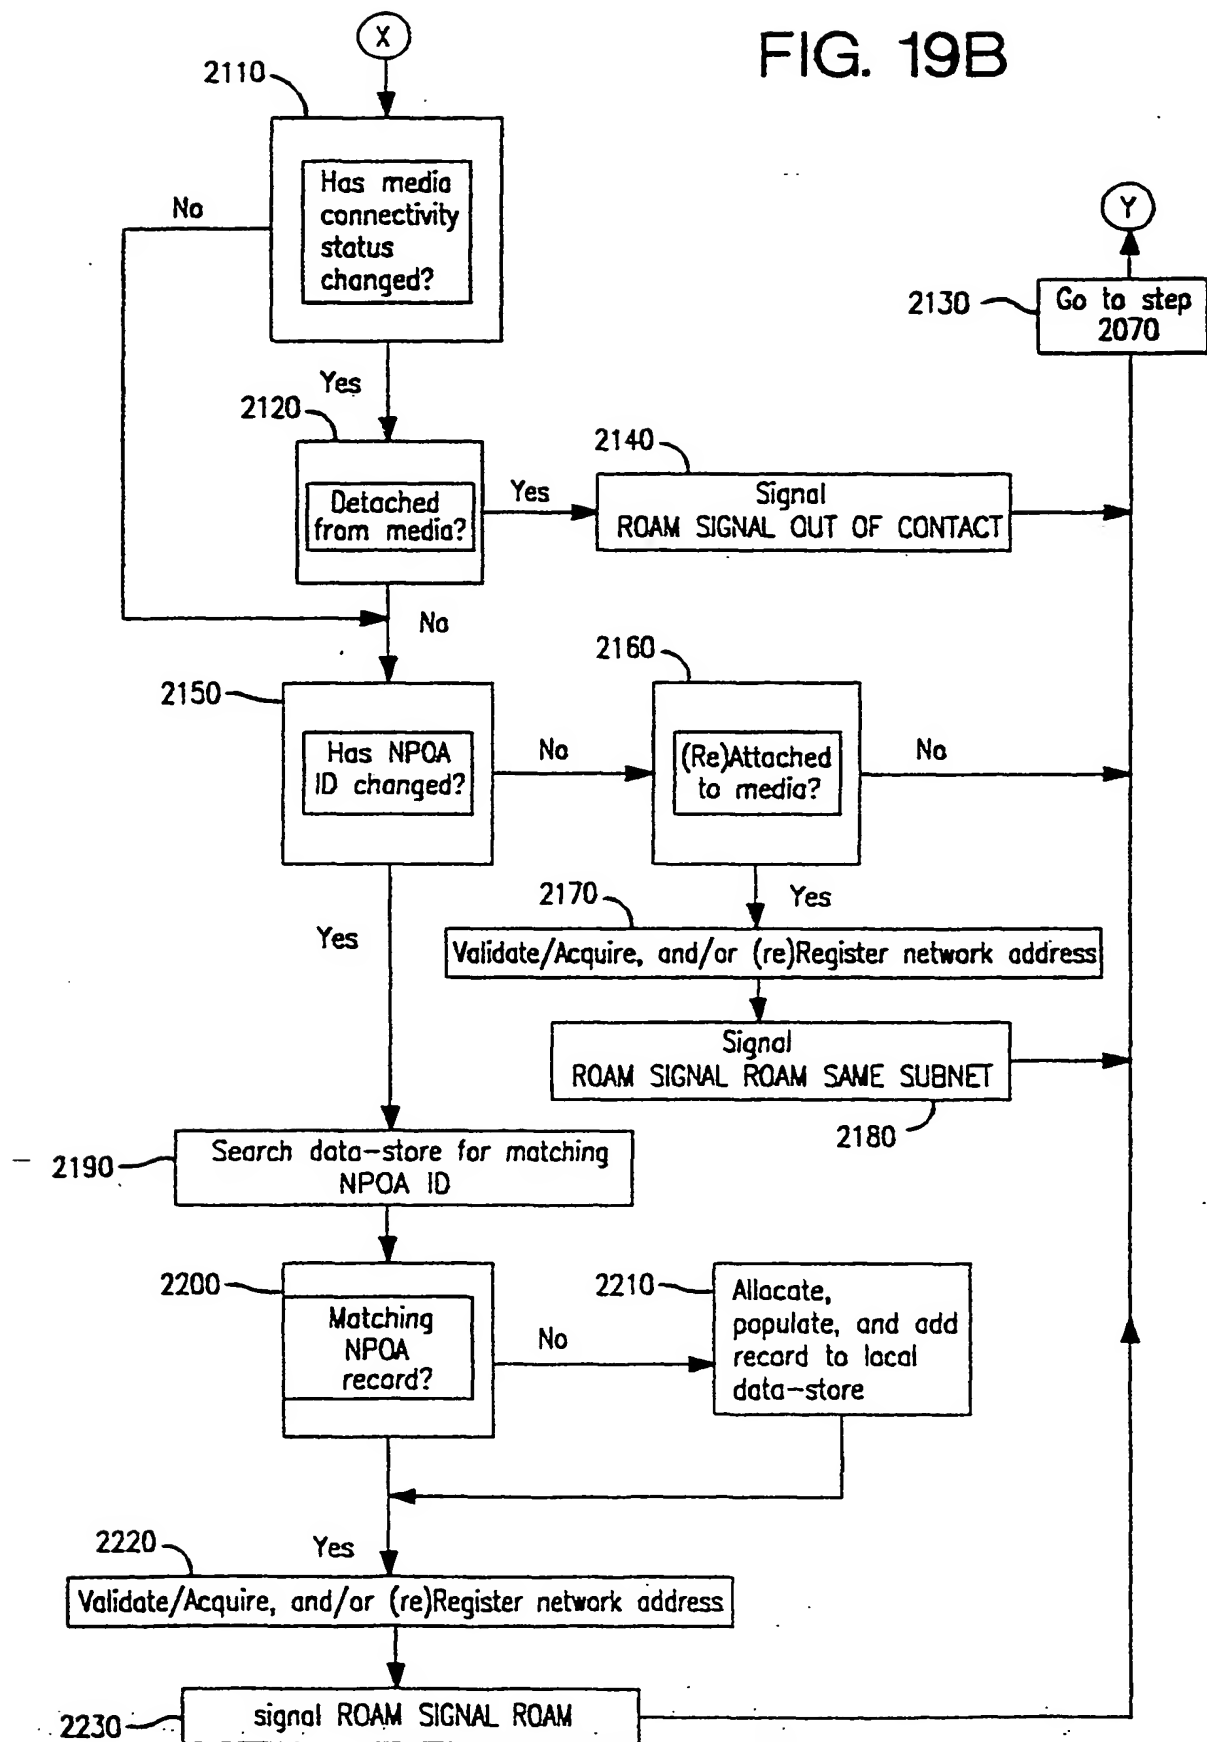 FIG. 19B
X
2110
Has media
connectivity
status
changed?
No
Yes
Y
2130
Go to step
2070
2120
Detached
from media?
Yes
2140
Signal
ROAM SIGNAL OUT OF CONTACT
No
2150
Has NPOA
ID changed?
No
2160
(Re)Attached
to media?
No
Yes
Yes
2170
Validate/Acquire, and/or (re)Register network address
Signal
ROAM SIGNAL ROAM SAME SUBNET
2180
2190
Search data-store for matching
NPOA ID
2200
Matching
NPOA
record?
No
2210
Allocate,
populate, and add
record to local
data-store
Yes
2220
Validate/Acquire, and/or (re)Register network address
2230
signal ROAM SIGNAL ROAM